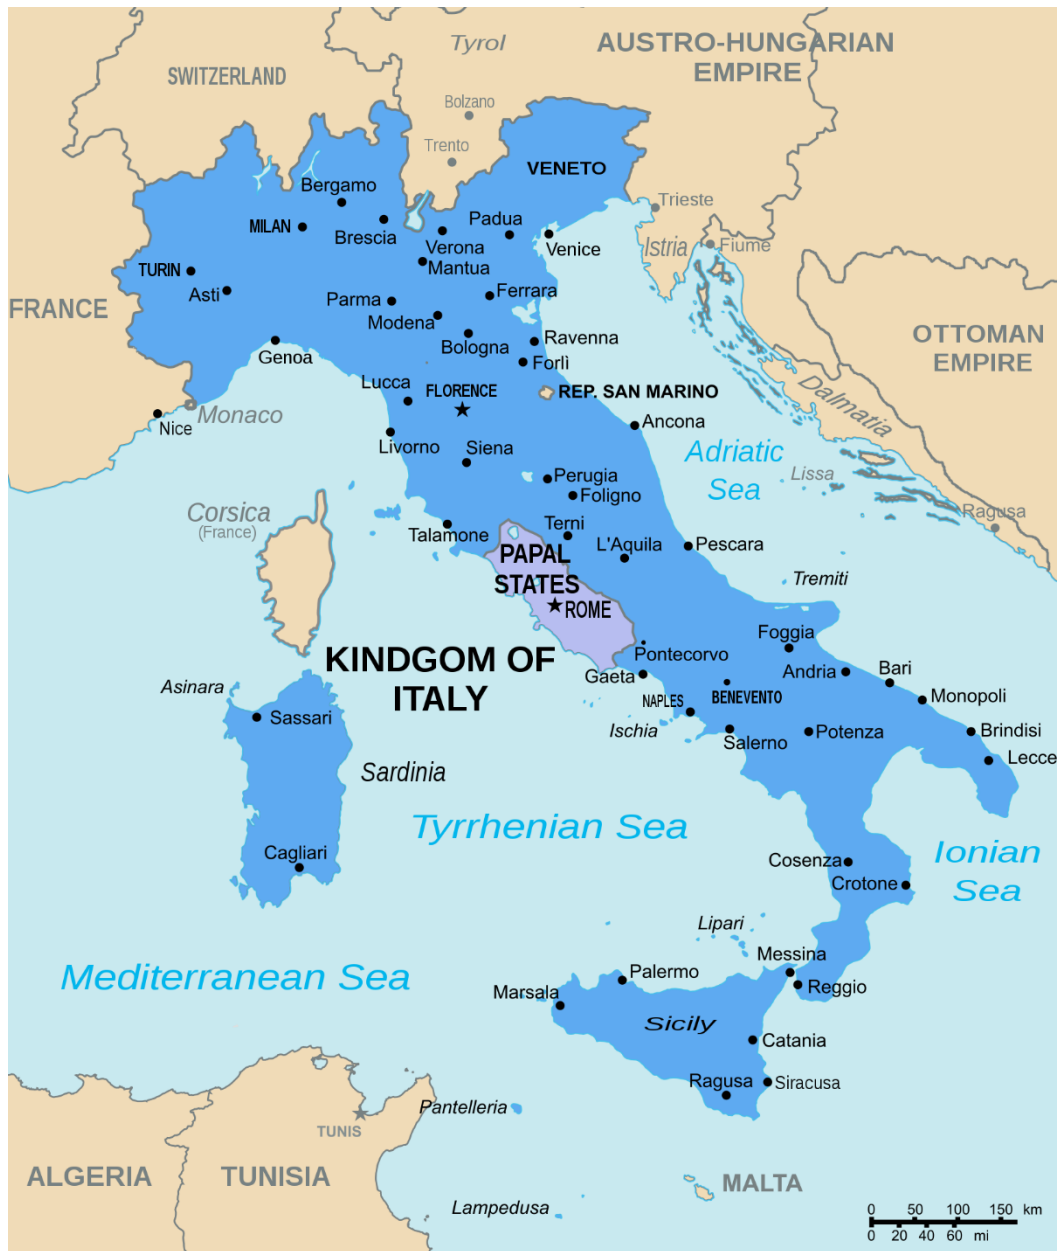 Tyrol
AUSTRO-HUNGARIAN
EMPIRE
SWITZERLAND
Bolzano
Trento
VENETO
Bergamo
Trieste
MILAN
Brescia
Padua
Verona
Venice
Istria
Fiume
TURIN
Mantua
Asti
Parma
Ferrara
FRANCE
Modena
Bologna
Ravenna
OTTOMAN
EMPIRE
Genoa
Forlì
Lucca
FLORENCE
REP. SAN MARINO
Dalmatia
Monaco
Nice
Ancona
Livorno
Siena
Adriatic
Sea
Perugia
Foligno
Lissa
Corsica
(France)
Ragusa
Talamone
Terni
L'Aquila
Pescara
PAPAL
STATES
Tremiti
ROME
Foggia
KINDGOM OF
ITALY
Pontecorvo
Gaeta
Andria
Bari
Asinara
NAPLES
BENEVENTO
Monopoli
Sassari
Ischia
Salerno
Potenza
Brindisi
Lecce
Sardinia
Tyrrhenian Sea
Cagliari
Cosenza
Ionian
Sea
Crotone
Lipari
Mediterranean Sea
Palermo
Messina
Marsala
Reggio
Sicily
Catania
Ragusa
Siracusa
Pantelleria
TUNIS
ALGERIA
TUNISIA
MALTA
Lampedusa
0 50 100 150 km
0 20 40 60 mi